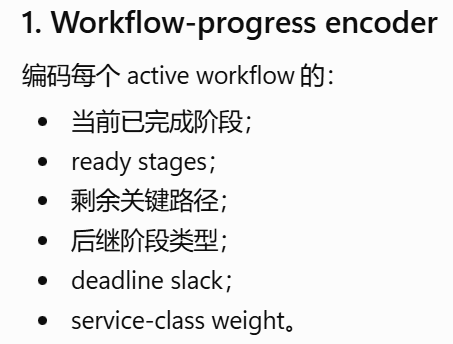 1. Workflow-progress encoder
编码每个 active workflow 的：
• 当前已完成阶段；
• ready stages；
• 剩余关键路径；
• 后继阶段类型；
• deadline slack；
• service-class weight。